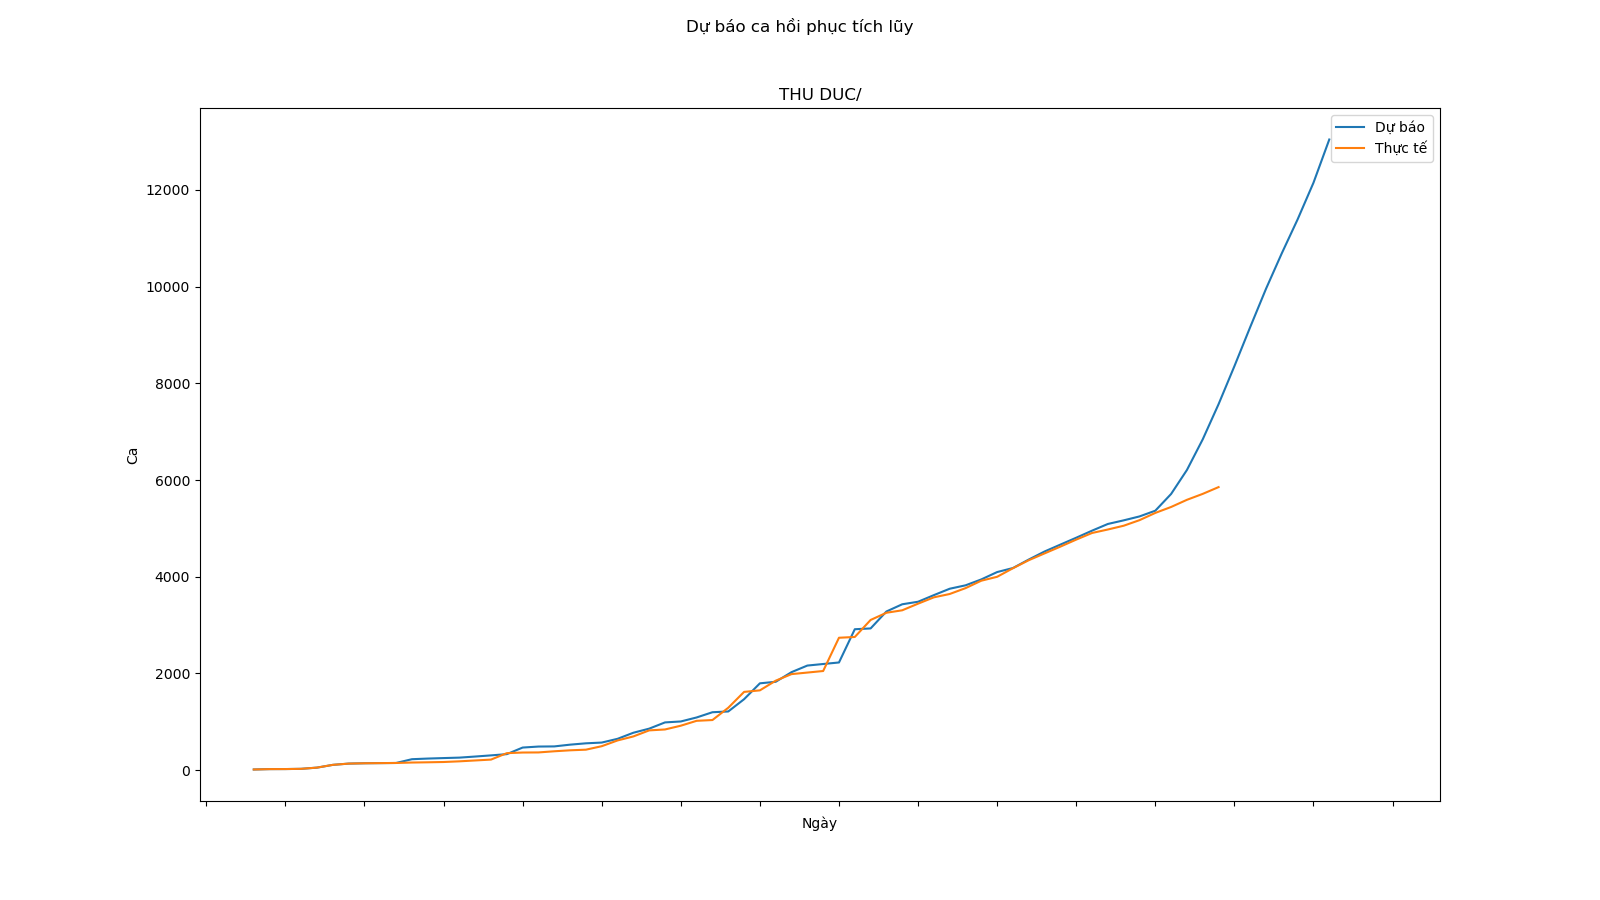 Dự báo ca hồi phục tích lũy
THU DUC/
Dự báo
Thực tế
12000
10000
8000
6000
4000
2000
0
Ca
Ngày